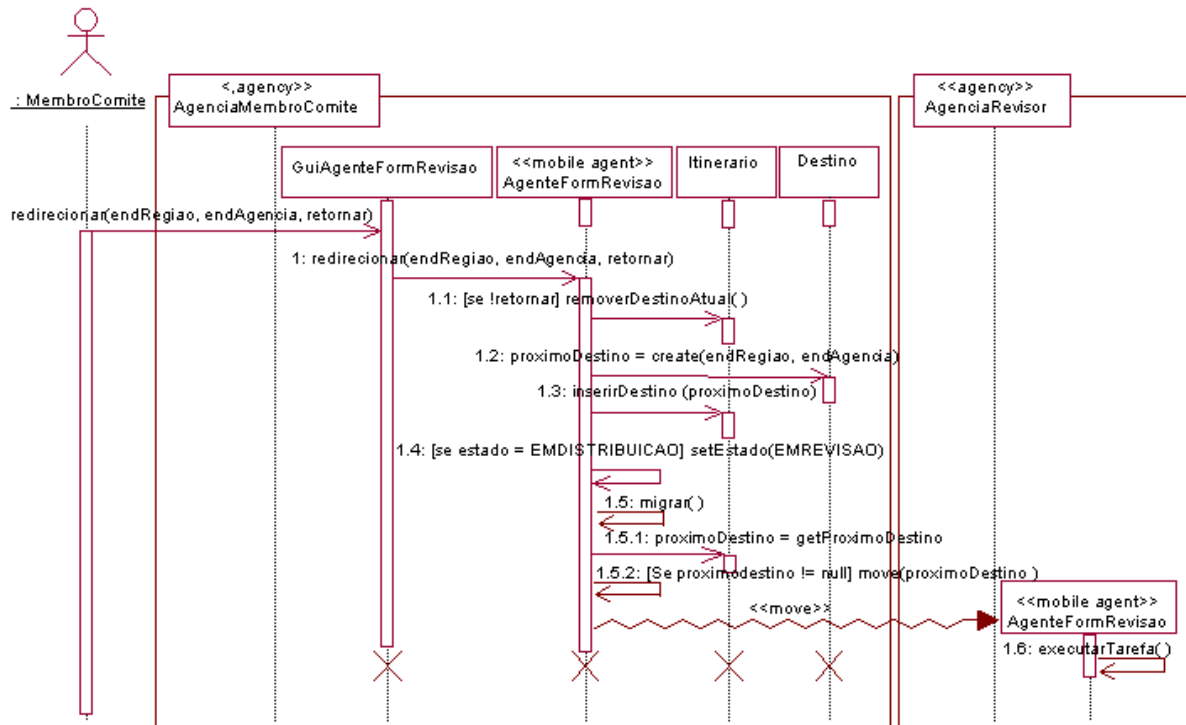 : MembroComite
<,agency>>
AgenciaMembroComite
<<agency>>
AgenciaRevisor
GuiAgenteFormRevisao
<<mobile agent>>
AgenteFormRevisao
Itinerario
Destino
redirecionar(endRegiao, endAgencia, retornar)
1: redirecionar(endRegiao, endAgencia, retornar)
1.1: [se !retornar] removerDestinoAtual( )
1.2: proximoDestino = create(endRegiao, endAgencia)
1.3: inserirDestino (proximoDestino)
1.4: [se estado = EMDISTRIBUICAO] setEstado(EMREVISAO)
1.5: migrar( )
1.5.1: proximoDestino = getProximoDestino
1.5.2: [Se proximodestino != null] move(proximoDestino )
<<move>>
<<mobile agent>>
AgenteFormRevisao
1.6: executarTarefa( )